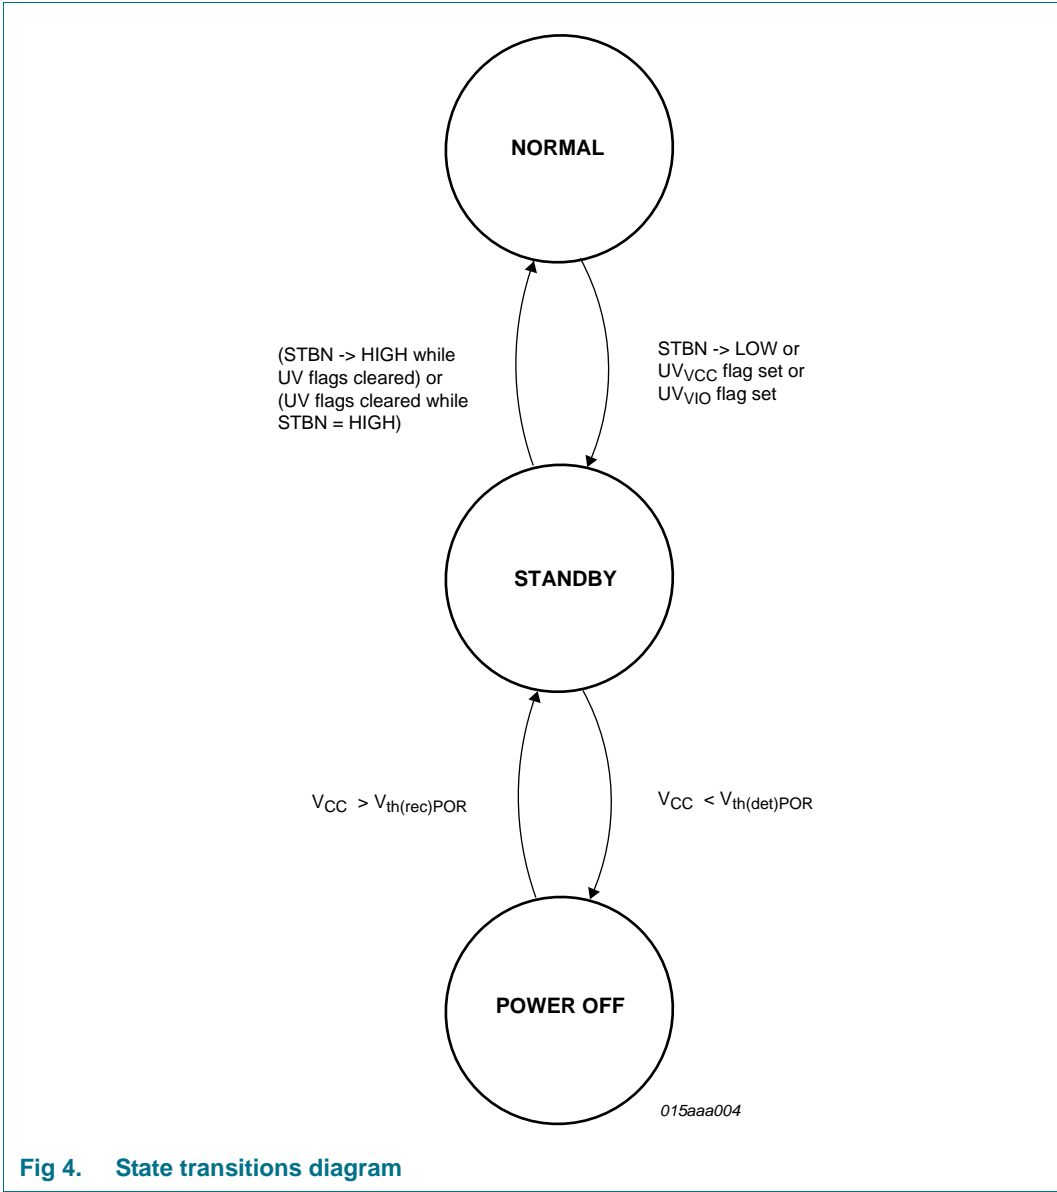 NORMAL
(STBN -> HIGH while
UV flags cleared) or
(UV flags cleared while
STBN = HIGH)
STBN -> LOW or
UVVCC flag set or
UVVIO flag set
STANDBY
VCC > Vth(rec)POR
VCC < Vth(det)POR
POWER OFF
015aaa004
Fig 4. State transitions diagram